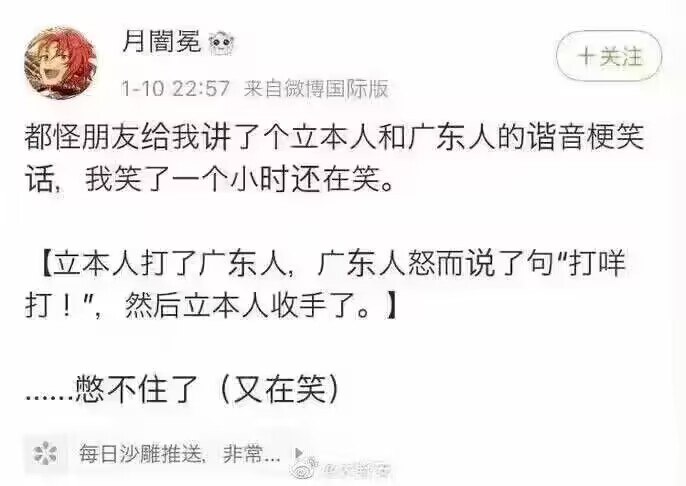 月闇冕
1-10 22:57 来自微博国际版
+关注
都怪朋友给我讲了个立本人和广东人的谐音梗笑
话，我笑了一个小时还在笑。
【立本人打了广东人，广东人怒而说了句“打咩
打！”，然后立本人收手了。】
......憋不住了（又在笑）
每日沙雕推送，非常...